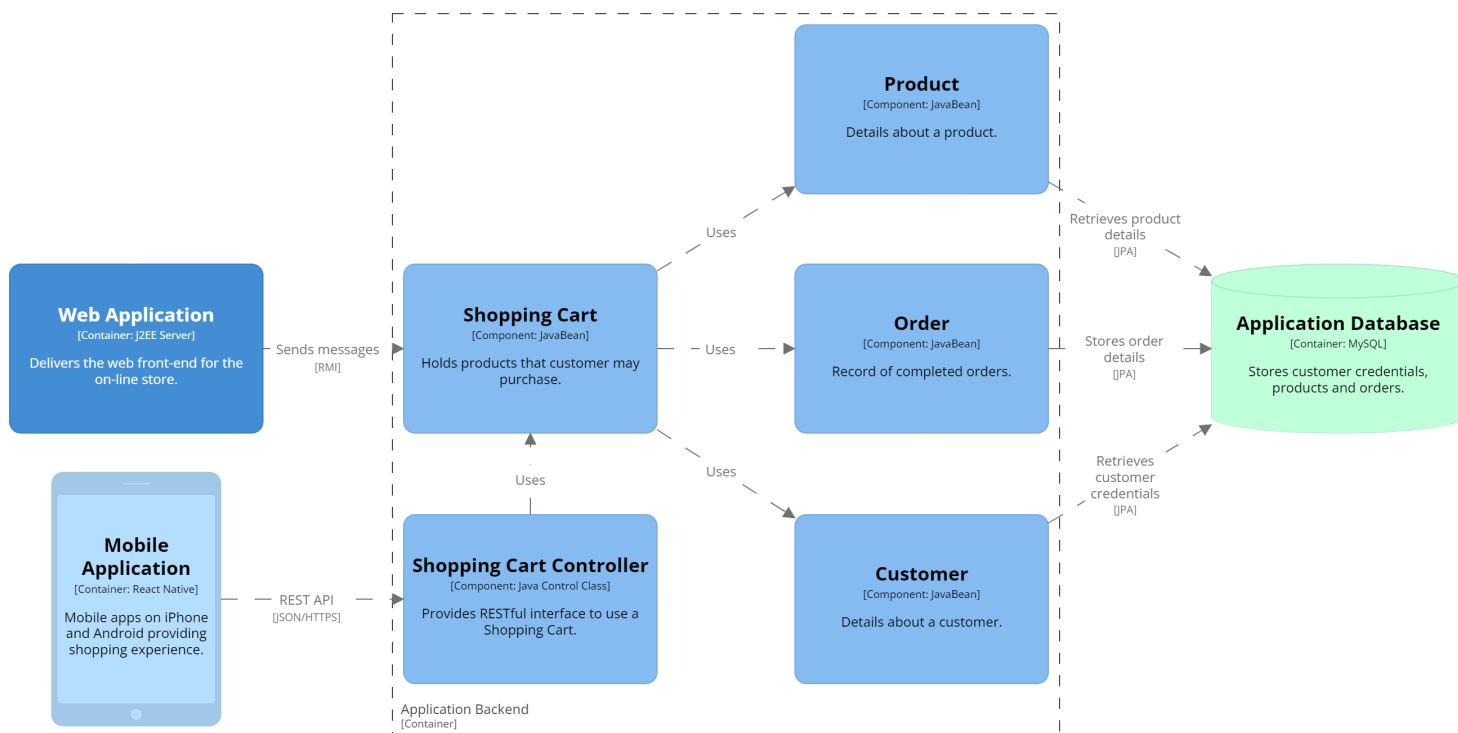 Product
[Component: JavaBean]
Details about a product.
Uses
Retrieves product
details
[JPA]
Web Application
[Container: J2EE Server]
Delivers the web front-end for the
on-line store.
Sends messages
[RMI]
Shopping Cart
[Component: JavaBean]
Holds products that customer may
purchase.
Uses
Order
[Component: JavaBean]
Record of completed orders.
Stores order
details
[JPA]
Application Database
[Container: MySQL]
Stores customer credentials,
products and orders.
Uses
Uses
Retrieves
customer
credentials
[JPA]
Mobile
Application
[Container: React Native]
Mobile apps on iPhone
and Android providing
shopping experience.
REST API
[JSON/HTTPS]
Shopping Cart Controller
[Component: Java Control Class]
Provides RESTful interface to use a
Shopping Cart.
Customer
[Component: JavaBean]
Details about a customer.
Application Backend
[Container]